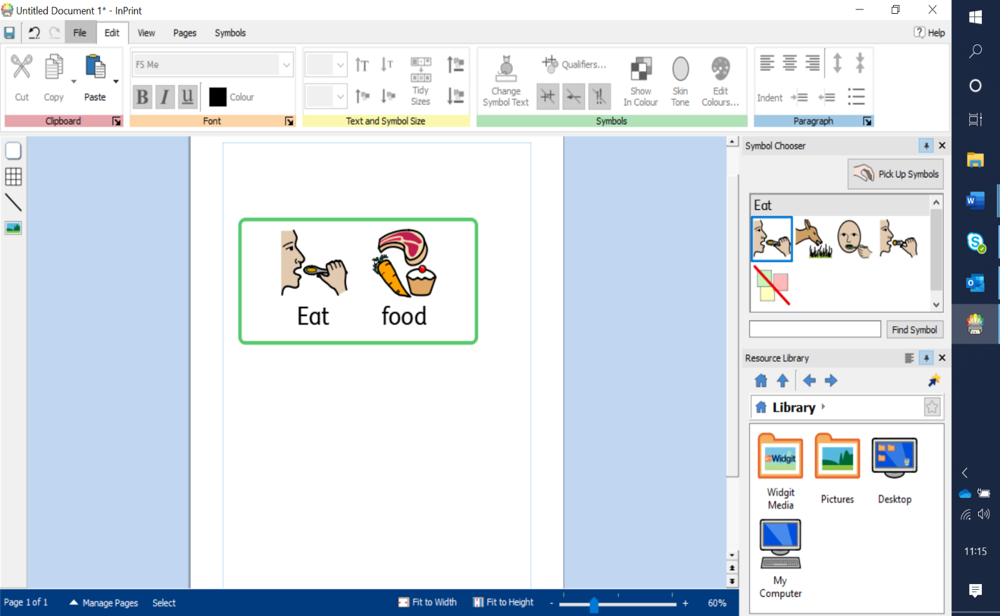 Untitled Document 1* - InPrint
File Edit View Pages Symbols Help
Cut Copy Paste
Clipboard
FS Me
B I u Colour
Font
T T
Tidy Sizes
Text and Symbol Size
Change Symbol Text
Qualifiers...
Show In Colour
Skin Tone
Edit Colours...
Symbols
Indent
Paragraph
Eat food
Symbol Chooser
Pick Up Symbols
Eat
Find Symbol
Resource Library
Library
Widgit
Widgit Media
Pictures
Desktop
My Computer
Page 1 of 1 Manage Pages Select Fit to Width Fit to Height - + 60%
W
S
O
11:15